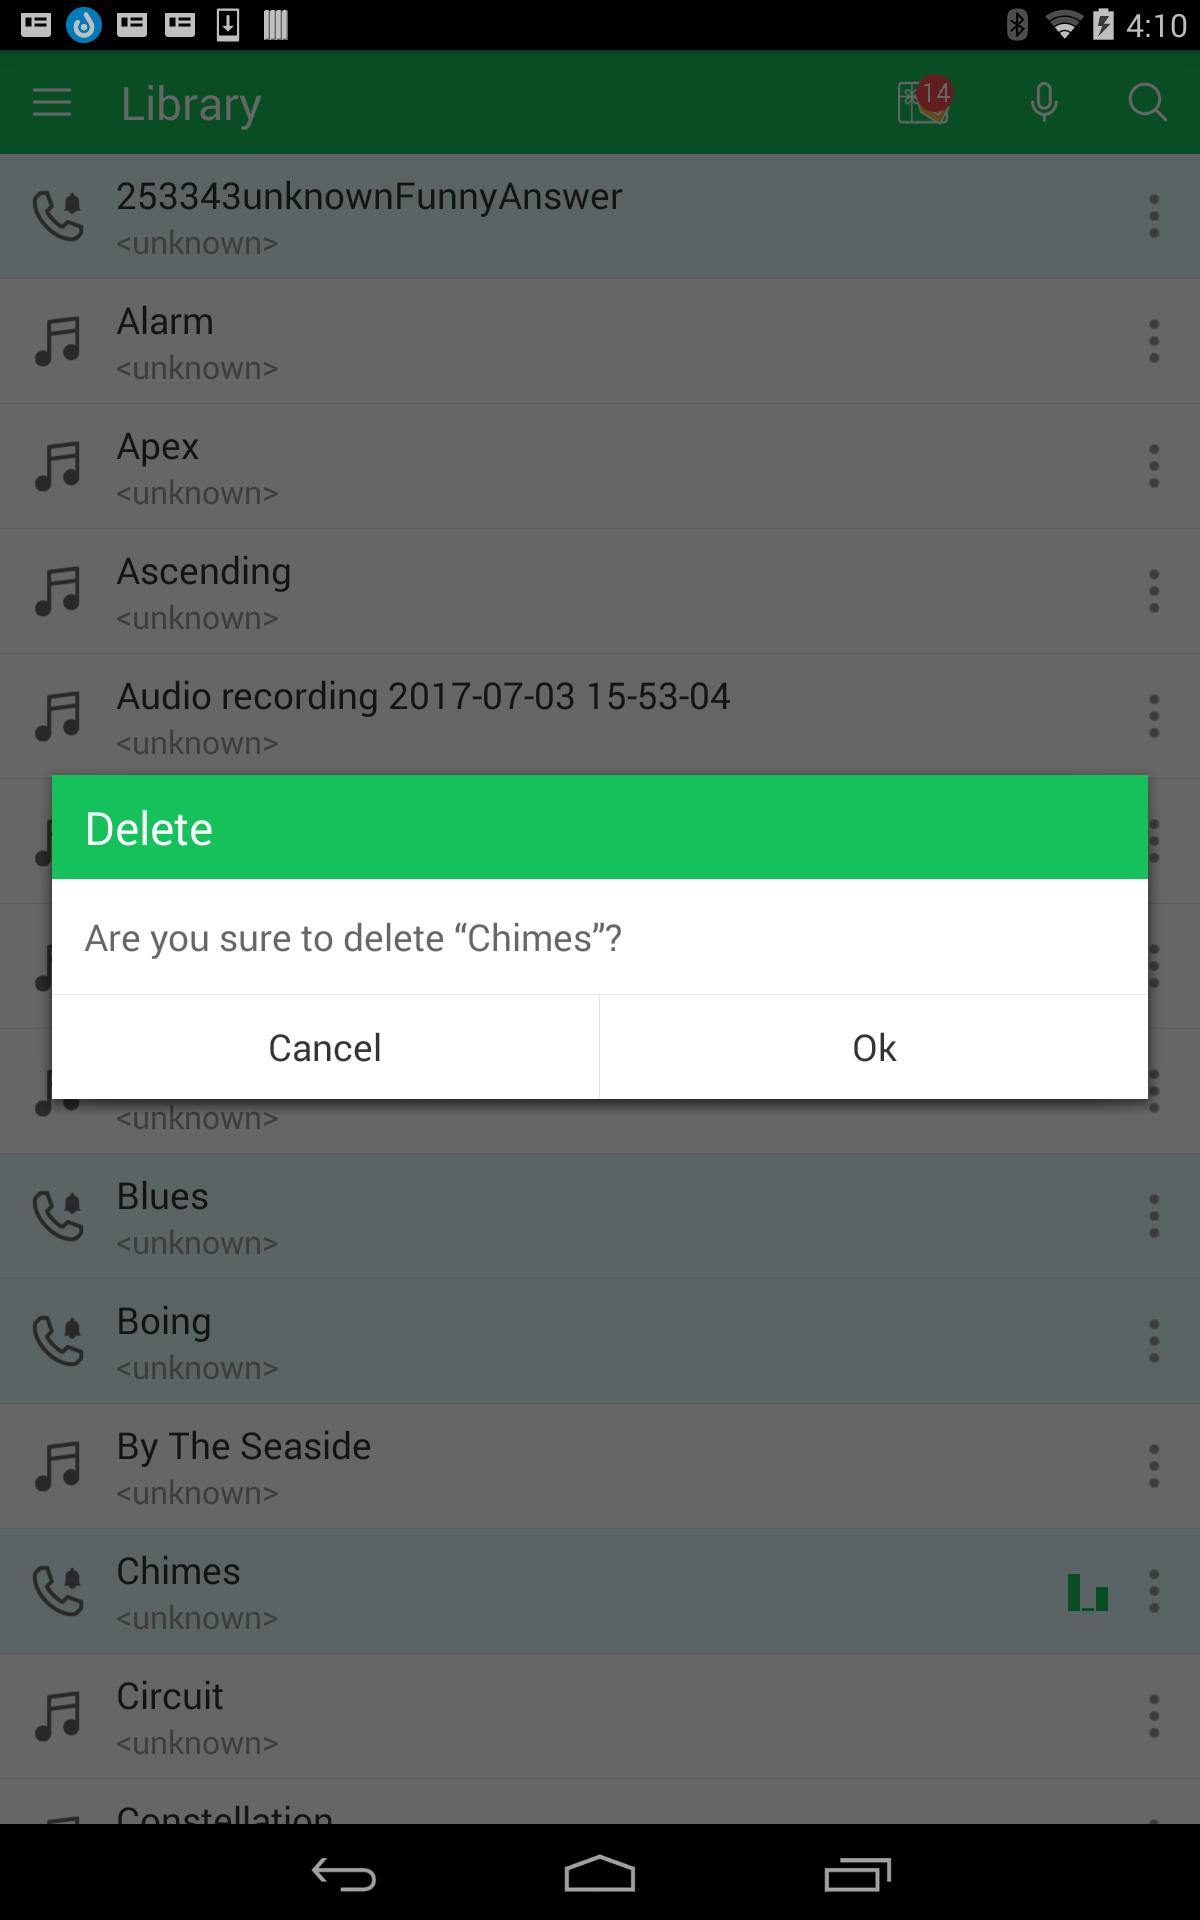 4:10
Library
14
253343unknownFunnyAnswer
<unknown>
Alarm
<unknown>
Apex
<unknown>
Ascending
<unknown>
Audio recording 2017-07-03 15-53-04
<unknown>
Delete
Are you sure to delete “Chimes”?
Cancel
Ok
<unknown>
Blues
<unknown>
Boing
<unknown>
By The Seaside
<unknown>
Chimes
<unknown>
Circuit
<unknown>
Constellation